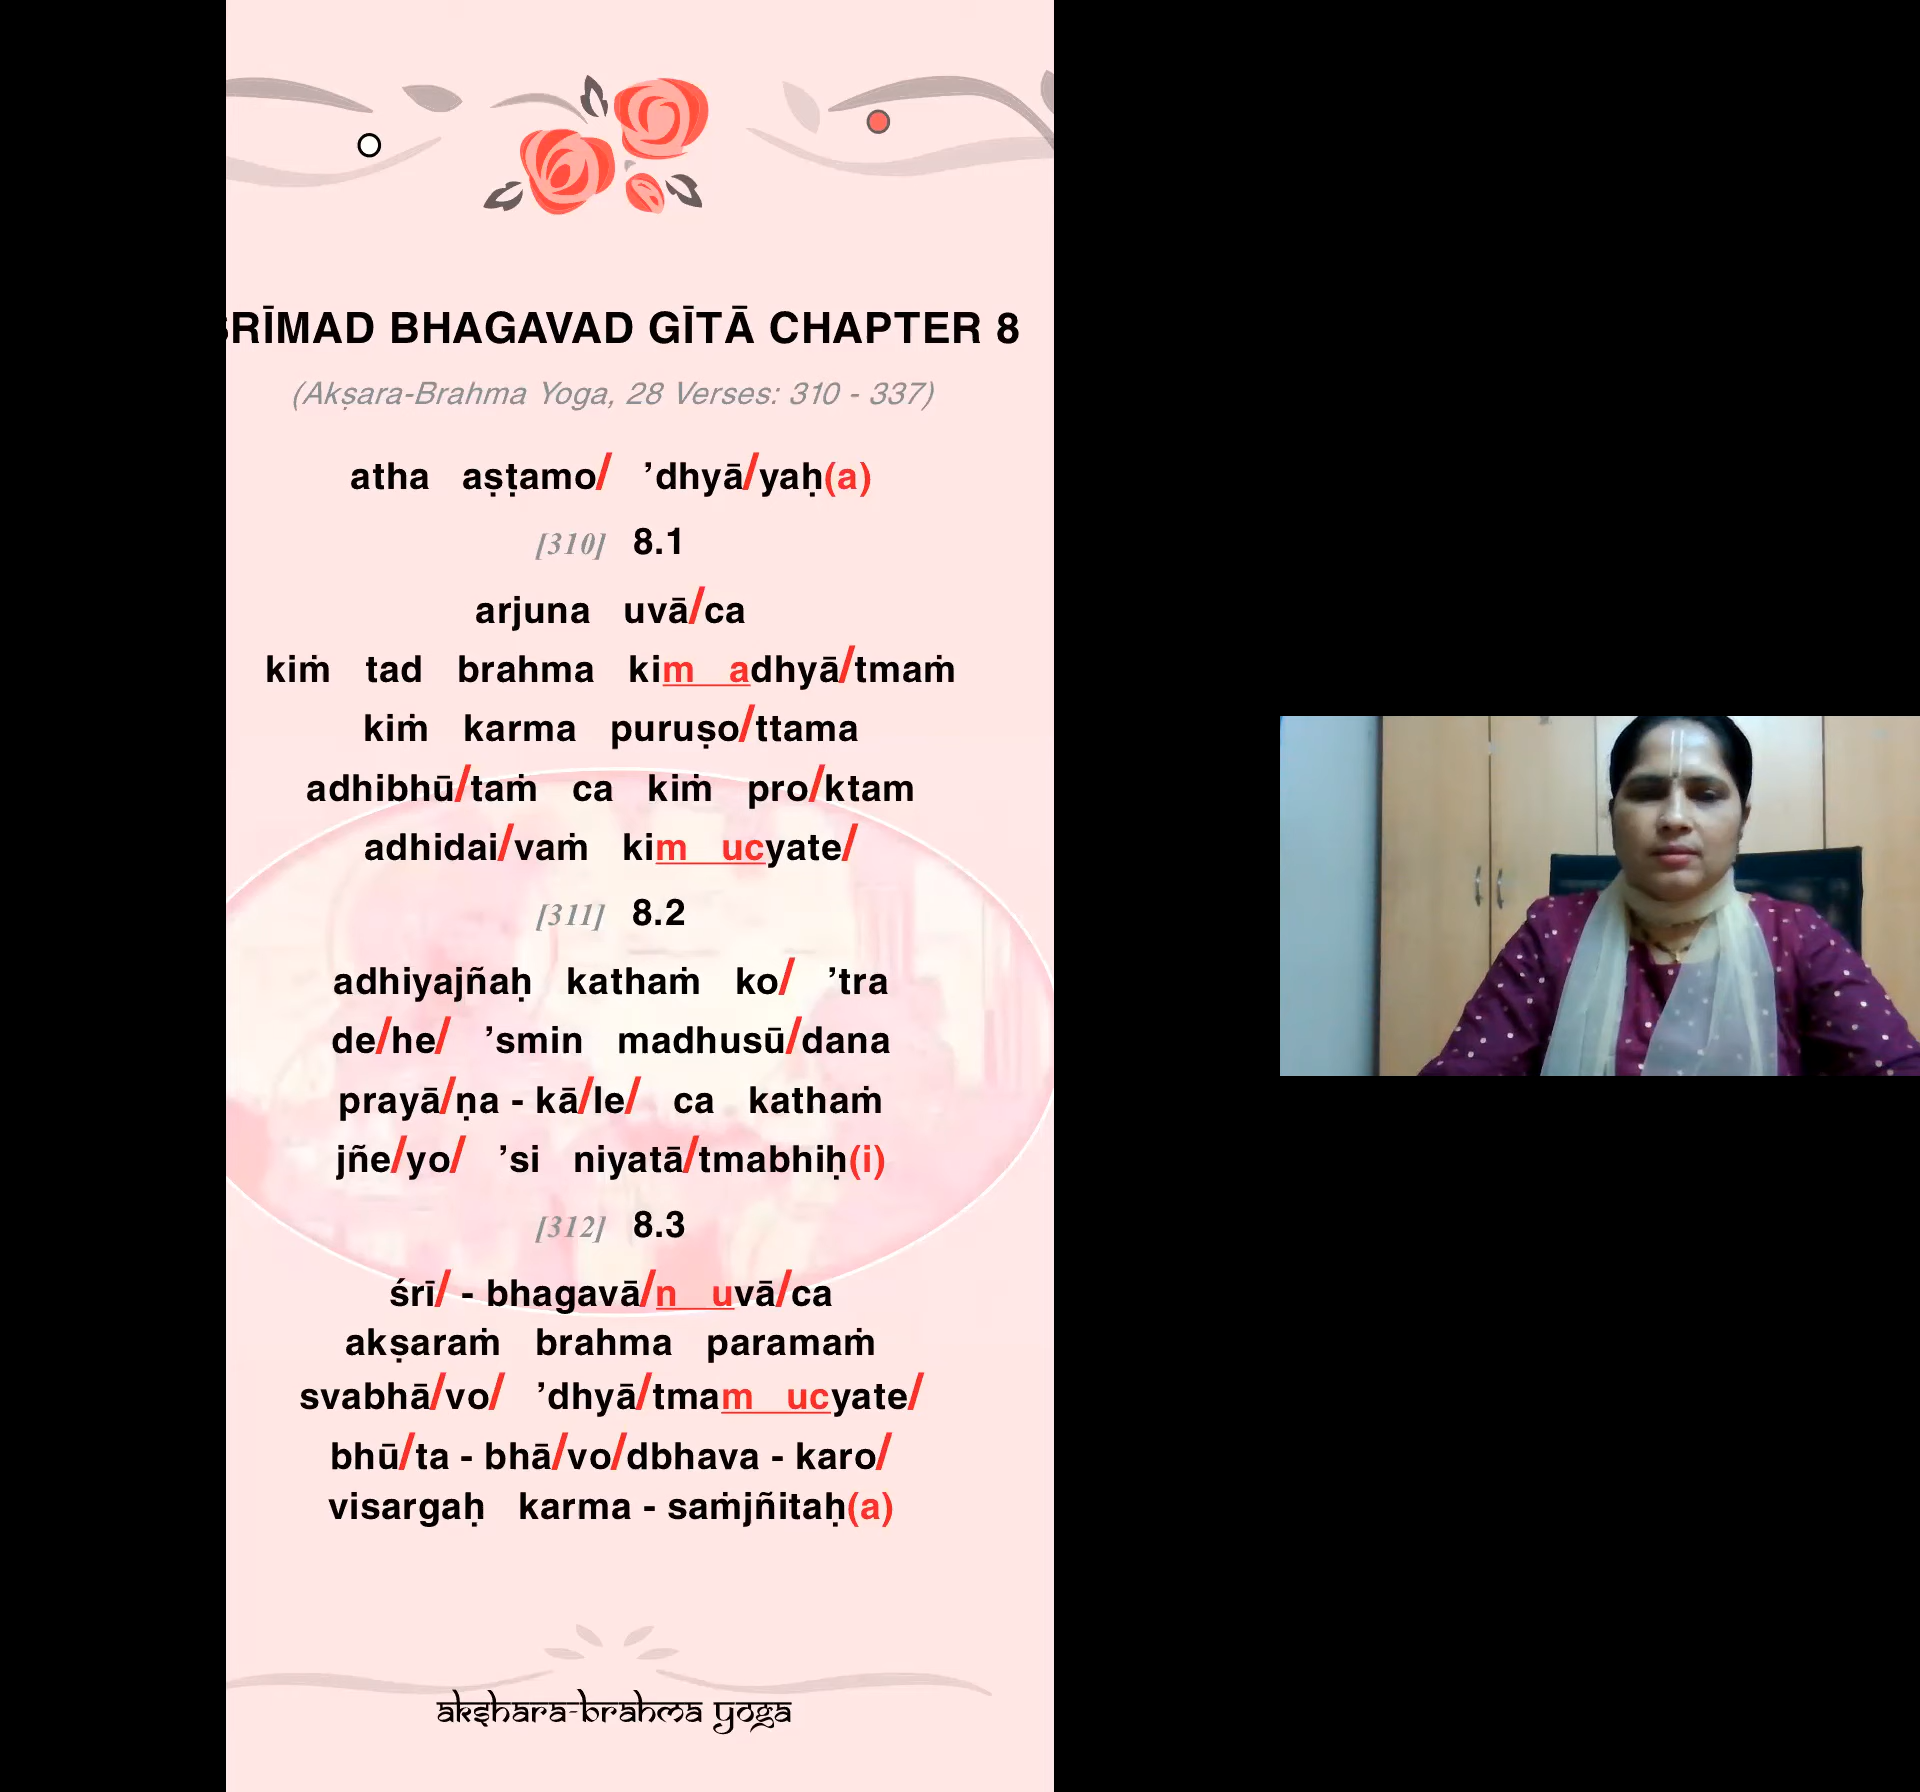 ŚRĪMAD BHAGAVAD GĪTĀ CHAPTER 8
(Akṣara-Brahma Yoga, 28 Verses: 310 - 337)
atha aṣṭamo/ ’dhyā/yaḥ(a)
[310] 8.1
arjuna uvā/ca
kiṁ tad brahma kim adhyā/tmaṁ
kiṁ karma puruṣo/ttama
adhibhū/taṁ ca kiṁ pro/ktam
adhidai/vaṁ kim ucyate/
[311] 8.2
adhiyajñaḥ kathaṁ ko/ ’tra
de/he/ ’smin madhusū/dana
prayā/ṇa - kā/le/ ca kathaṁ
jñe/yo/ ’si niyatā/tmabhiḥ(i)
[312] 8.3
śrī/ - bhagavā/n uvā/ca
akṣaraṁ brahma paramaṁ
svabhā/vo/ ’dhyā/tmam ucyate/
bhū/ta - bhā/vo/dbhava - karo/
visargaḥ karma - saṁjñitaḥ(a)
akshara-brahma yoga